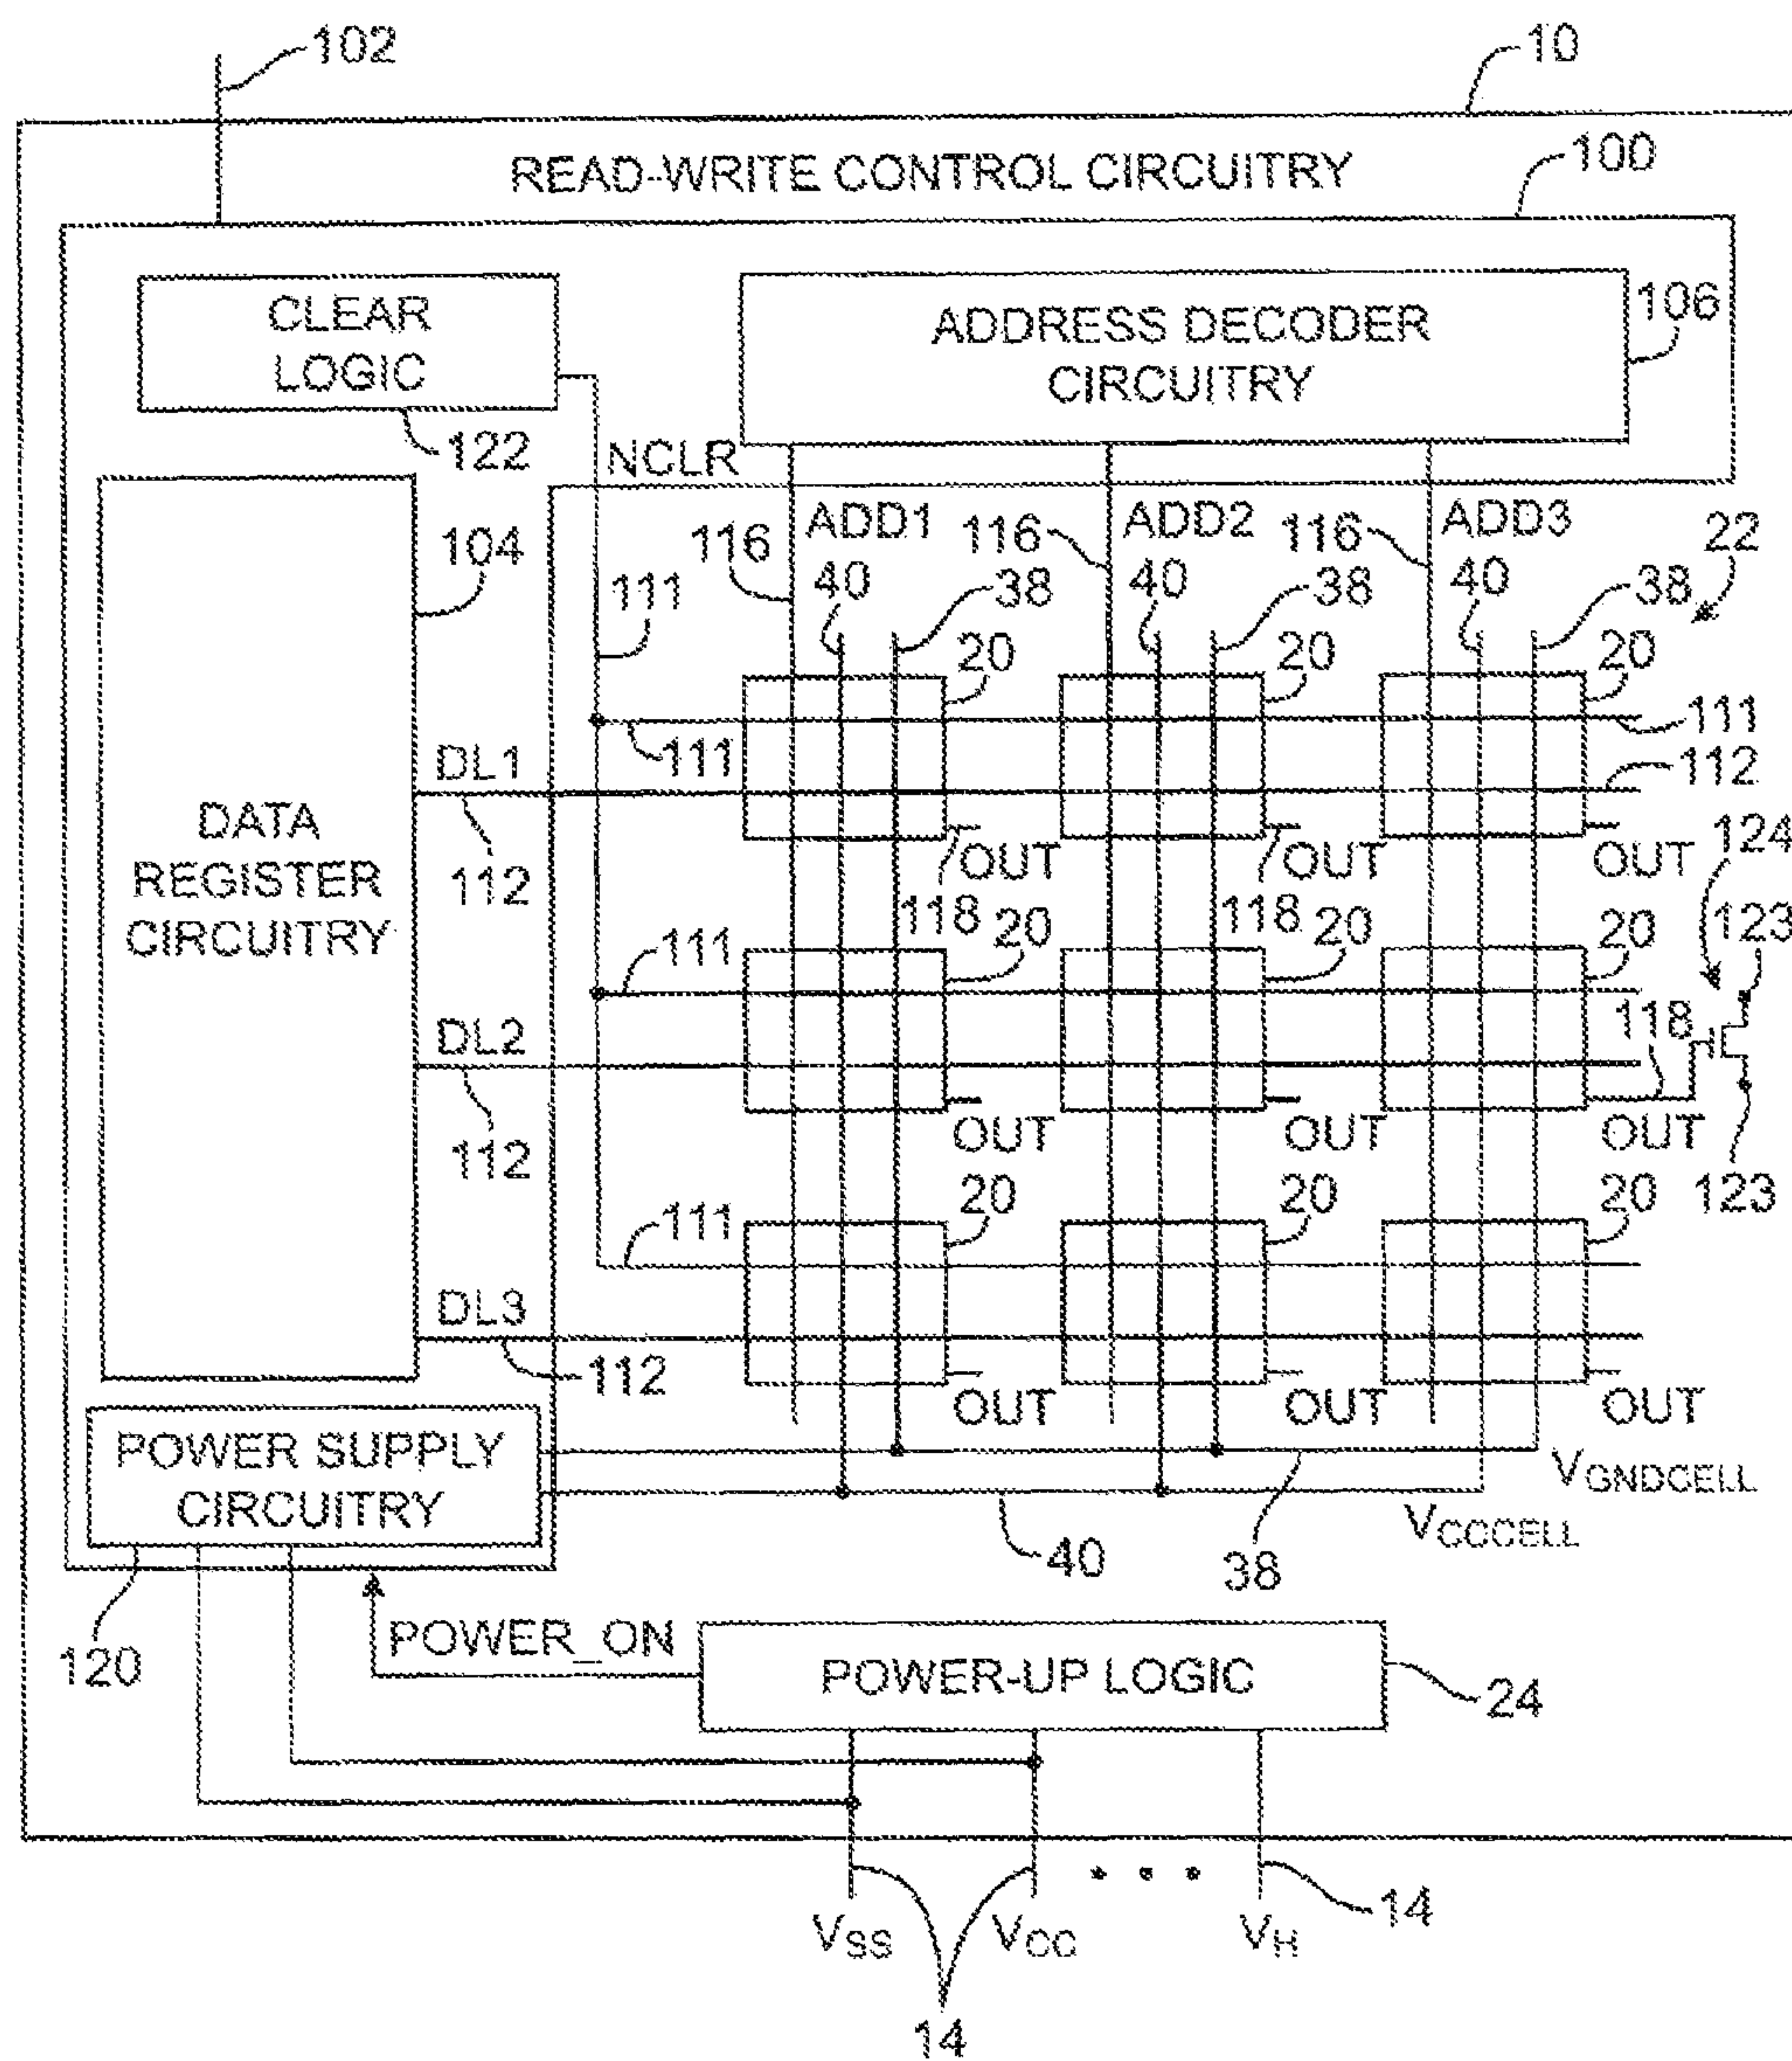 102
10
READ-WRITE CONTROL CIRCUITRY
100
CLEAR
LOGIC
122
ADDRESS DECODER
CIRCUITRY
106
NCLR
104
111
116
ADD1
116
ADD2
116
ADD3
22
40
38
40
38
40
38
20
20
20
111
111
112
DL1
112
DATA
REGISTER
CIRCUITRY
OUT
OUT
OUT
118
118
124
123
111
20
20
20
118
DL2
112
OUT
OUT
OUT
123
111
20
20
20
DL3
112
OUT
OUT
OUT
POWER SUPPLY
CIRCUITRY
VGNDCELL
VCCCELL
40
38
120
POWER_ON
POWER-UP LOGIC
24
VSS
VCC
• • •
VH
14
14